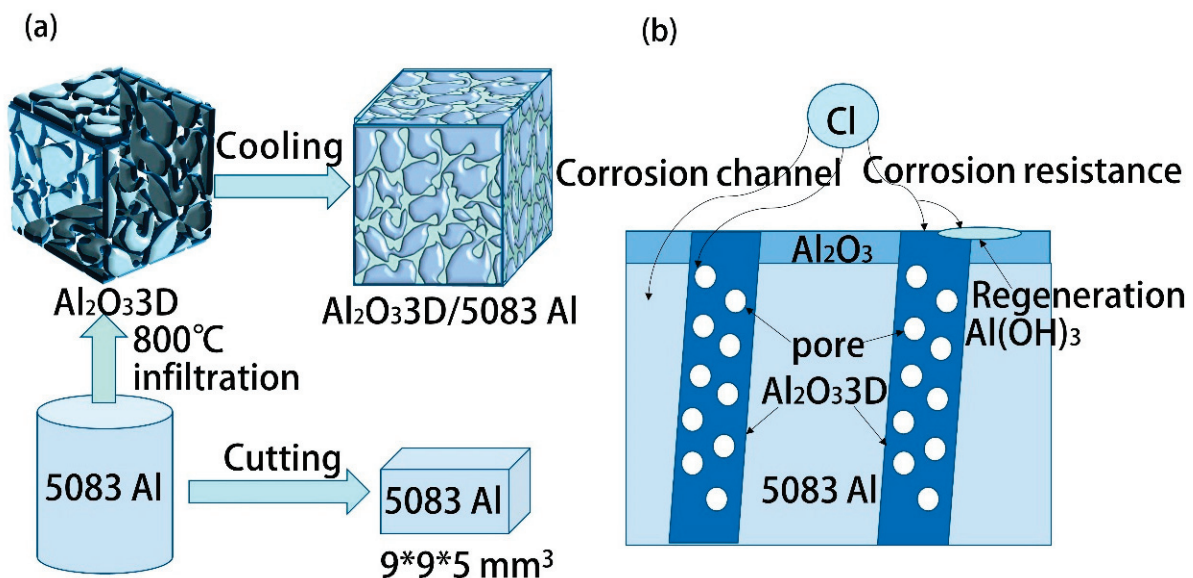 (a)
Cooling
Al₂O₃3D
Al₂O₃3D/5083 Al
800℃
infiltration
5083 Al
Cutting
5083 Al
9*9*5 mm³
(b)
Cl
Corrosion channel
Corrosion resistance
Al₂O₃
Regeneration
Al(OH)₃
pore
Al₂O₃3D
5083 Al